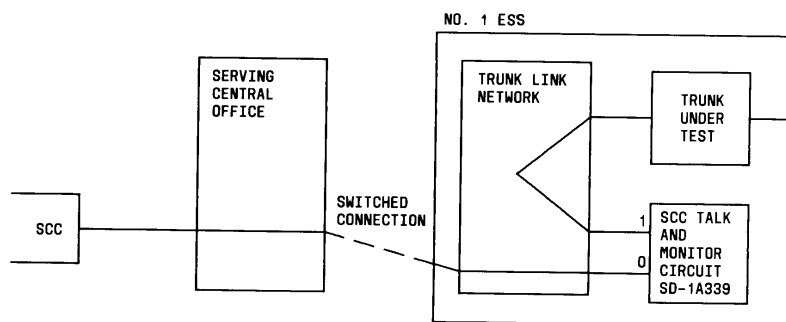 NO. 1 ESS
SERVING
CENTRAL
OFFICE
TRUNK LINK
NETWORK
TRUNK
UNDER
TEST
SWITCHED
CONNECTION
SCC
1
0
SCC TALK
AND
MONITOR
CIRCUIT
SD-1A339